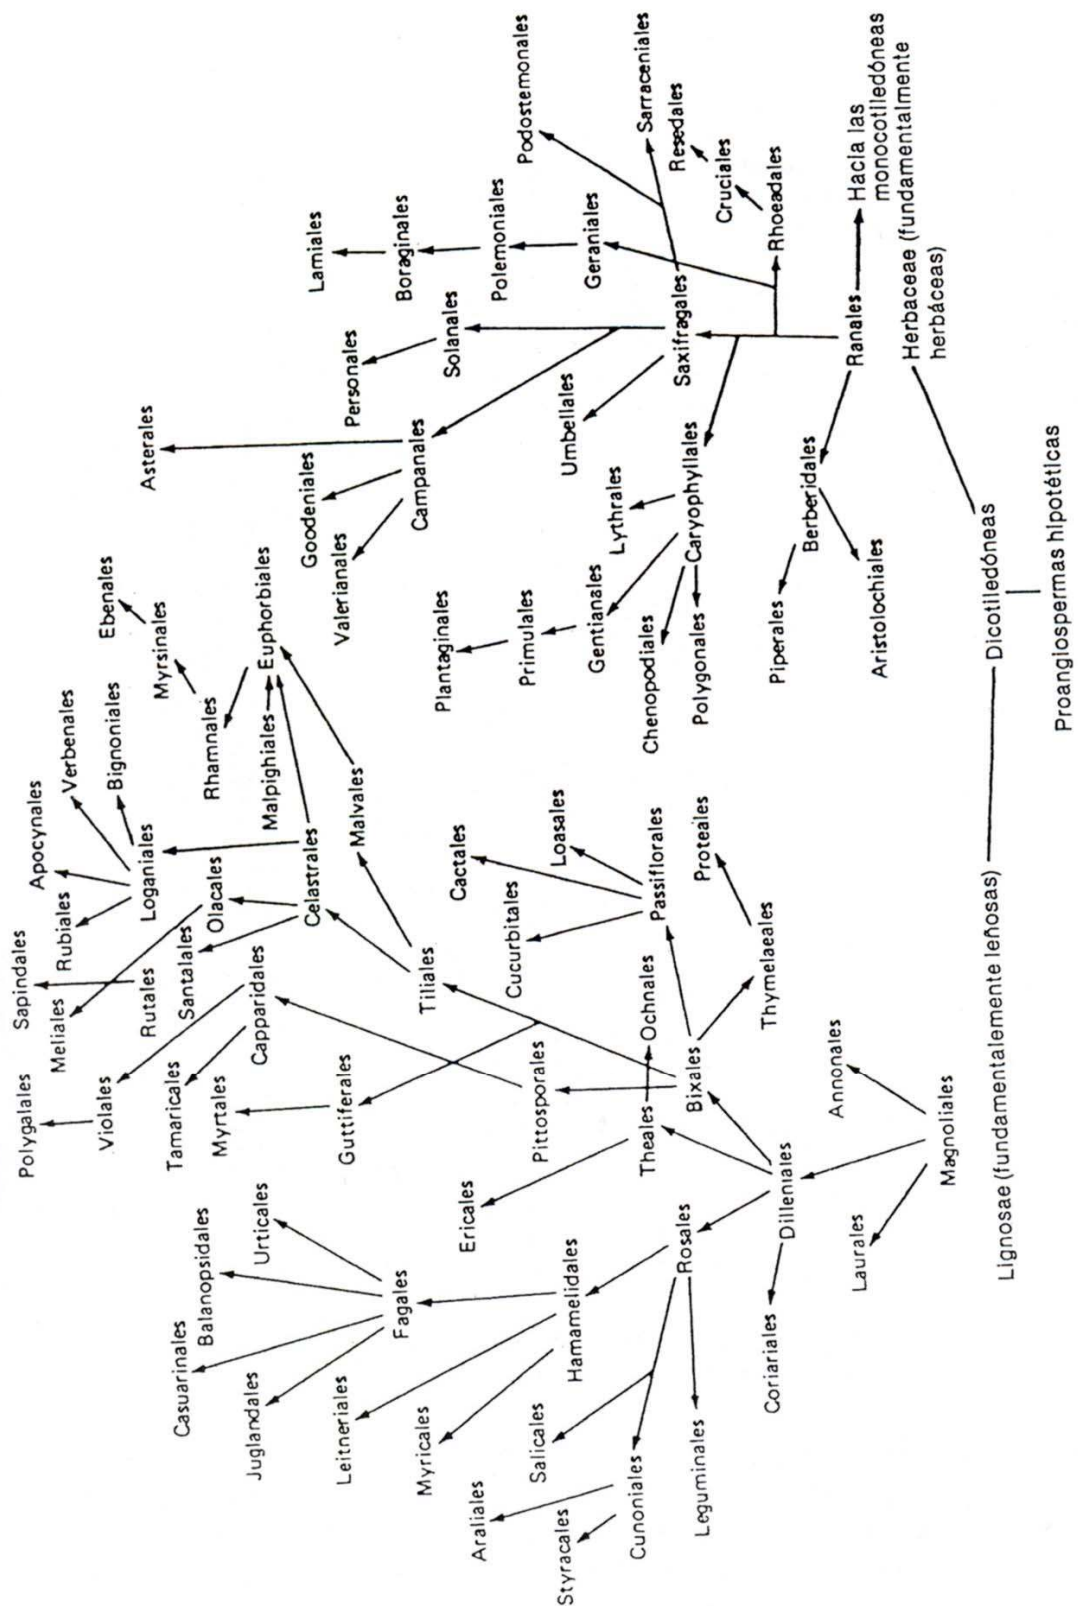 Lamiales
Boraginales
Polemoniales
Geraniales
Podostemonales
Sarraceniales
Resedales
Cruciales
Rhoeadales
Hacia las
monocotiledóneas
Herbaceae (fundamentalmente
herbáceas)
Ranales
Saxifragales
Solanales
Personales
Umbellales
Asterales
Campanales
Goodeniales
Valerianales
Lythrales
Caryophyllales
Gentianales
Primulales
Plantaginales
Chenopodiales
Polygonales
Berberidales
Piperales
Aristolochiales
Dicotiledóneas
Proangiospermas hipotéticas
Ebenales
Myrsinales
Euphorbiales
Rhamnales
Malpighiales
Malvales
Verbenales
Bignoniales
Apocynales
Loganiales
Rubiales
Olacales
Celastrales
Santalales
Sapindales
Rutales
Meliales
Capparidales
Tiliales
Cactales
Loasales
Passiflorales
Cucurbitales
Proteales
Thymelaeales
Ochnales
Polygalales
Violales
Tamaricales
Myrtales
Guttiferales
Pittosporales
Bixales
Theales
Ericales
Annonales
Magnoliales
Dilleniales
Laurales
Lignosae (fundamentalemente leñosas)
Urticales
Balanopsidales
Casuarinales
Fagales
Juglandales
Leitneriales
Hamamelidales
Myricales
Rosales
Salicales
Coriariales
Leguminales
Cunoniales
Araliales
Styracales